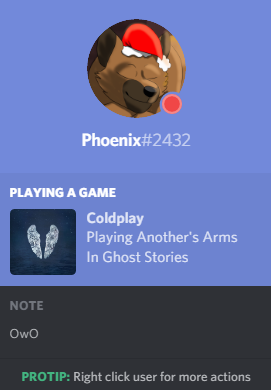 Phoenix#2432
PLAYING A GAME
Coldplay
Playing Another's Arms
In Ghost Stories
NOTE
OwO
PROTIP: Right click user for more actions